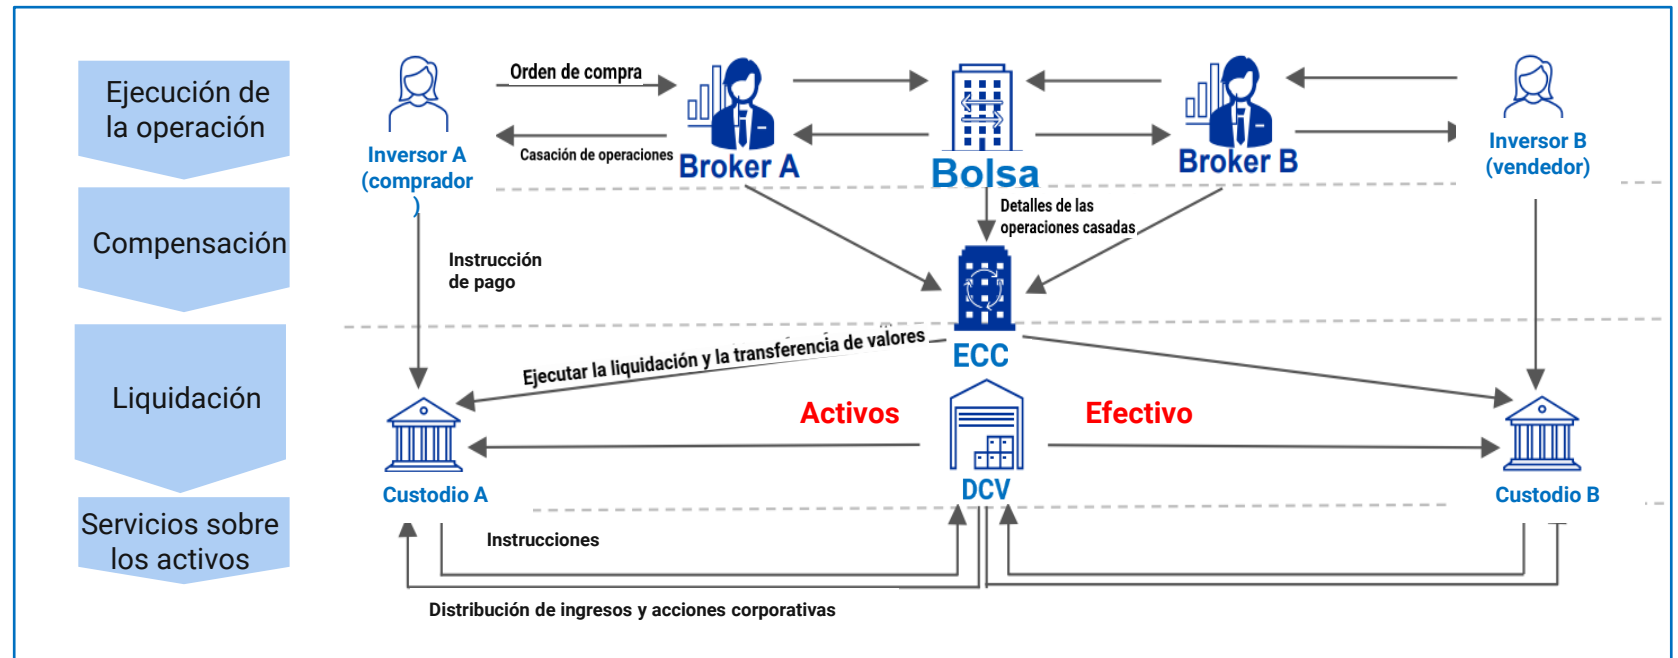 Ejecución de
la operación
Compensación
Liquidación
Servicios sobre
los activos
Orden de compra
Casación de operaciones
Inversor A
(comprador
)
Broker A
Bolsa
Broker B
Inversor B
(vendedor)
Detalles de las
operaciones casadas
Instrucción
de pago
ECC
Ejecutar la liquidación y la transferencia de valores
Activos
Efectivo
Custodio A
DCV
Custodio B
Instrucciones
Distribución de ingresos y acciones corporativas